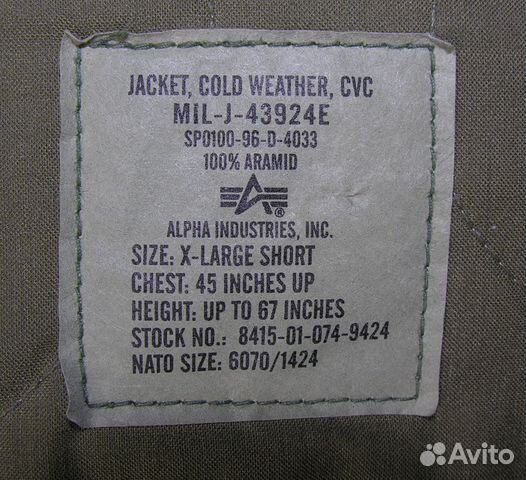 JACKET, COLD WEATHER, CVC
MIL-J-43924E
SP0100-96-D-4033
100% ARAMID
®
ALPHA INDUSTRIES, INC.
SIZE: X-LARGE SHORT
CHEST: 45 INCHES UP
HEIGHT: UP TO 67 INCHES
STOCK NO.: 8415-01-074-9424
NATO SIZE: 6070/1424
Avito